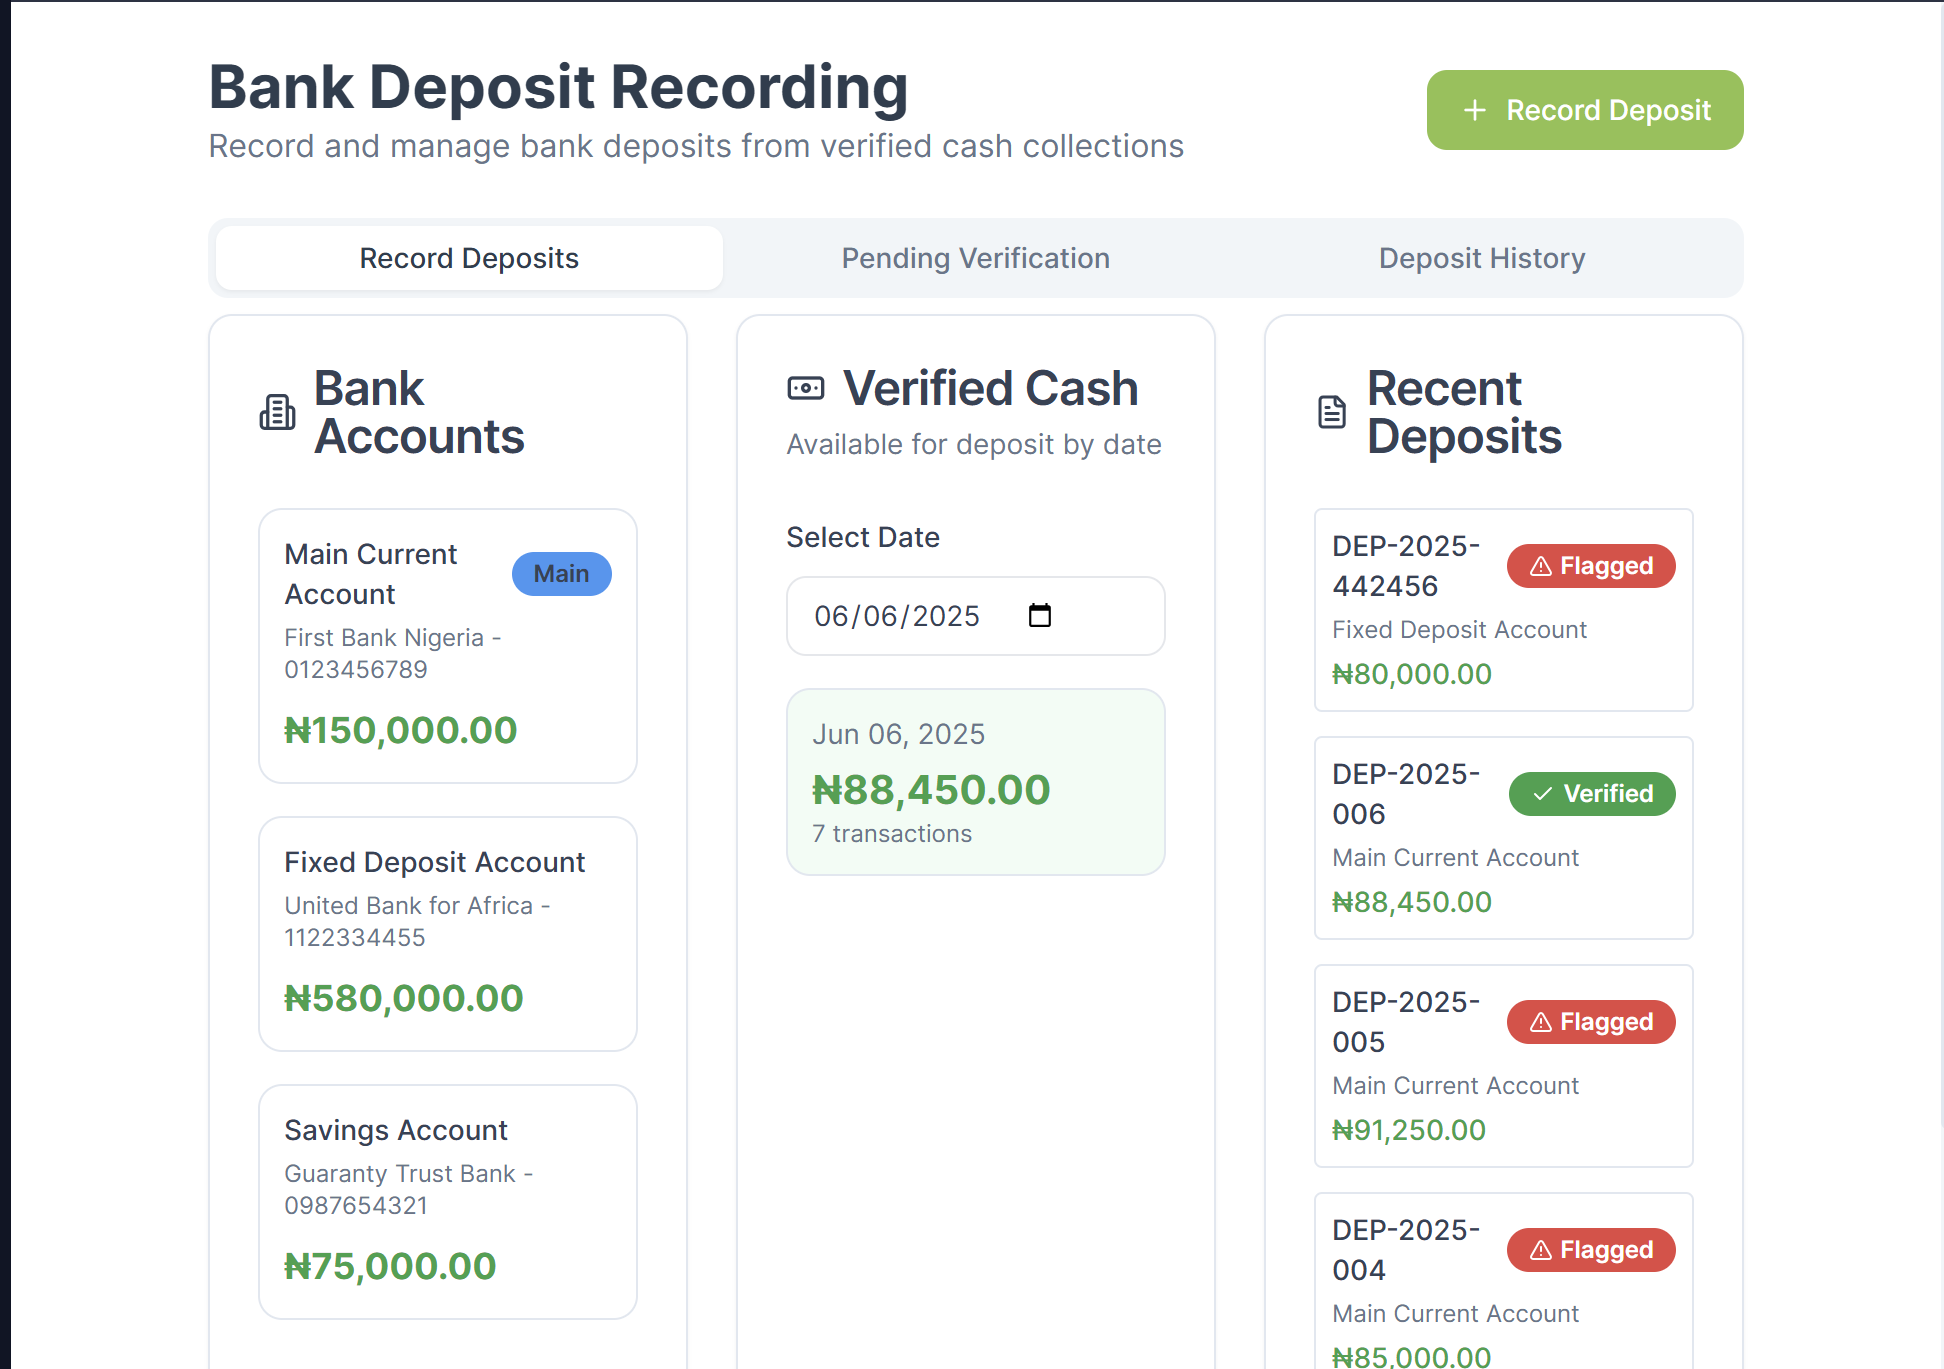 Bank Deposit Recording
Record and manage bank deposits from verified cash collections
+ Record Deposit
Record Deposits
Pending Verification
Deposit History
Bank
Accounts
Main Current
Account
Main
First Bank Nigeria -
0123456789
₦150,000.00
Fixed Deposit Account
United Bank for Africa -
1122334455
₦580,000.00
Savings Account
Guaranty Trust Bank -
0987654321
₦75,000.00
Verified Cash
Available for deposit by date
Select Date
06/06/2025
Jun 06, 2025
₦88,450.00
7 transactions
Recent
Deposits
DEP-2025-
442456
Flagged
Fixed Deposit Account
₦80,000.00
DEP-2025-
006
Verified
Main Current Account
₦88,450.00
DEP-2025-
005
Flagged
Main Current Account
₦91,250.00
DEP-2025-
004
Flagged
Main Current Account
₦85,000.00